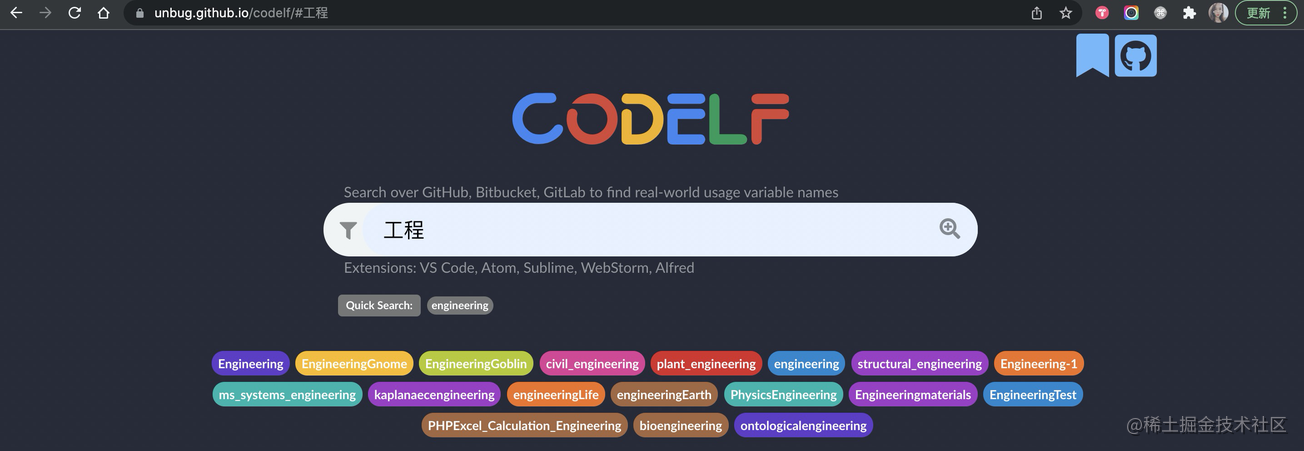 unbug.github.io/codelf/#工程
更新
CODELF
Search over GitHub, Bitbucket, GitLab to find real-world usage variable names
工程
Extensions: VS Code, Atom, Sublime, WebStorm, Alfred
Quick Search: engineering
Engineering EngineeringGnome EngineeringGoblin civil_engineering plant_engineering engineering structural_engineering Engineering-1
ms_systems_engineering kaplanaecengineering engineeringLife engineeringEarth PhysicsEngineering Engineeringmaterials EngineeringTest
PHPExcel_Calculation_Engineering bioengineering ontologicalengineering
@稀土掘金技术社区